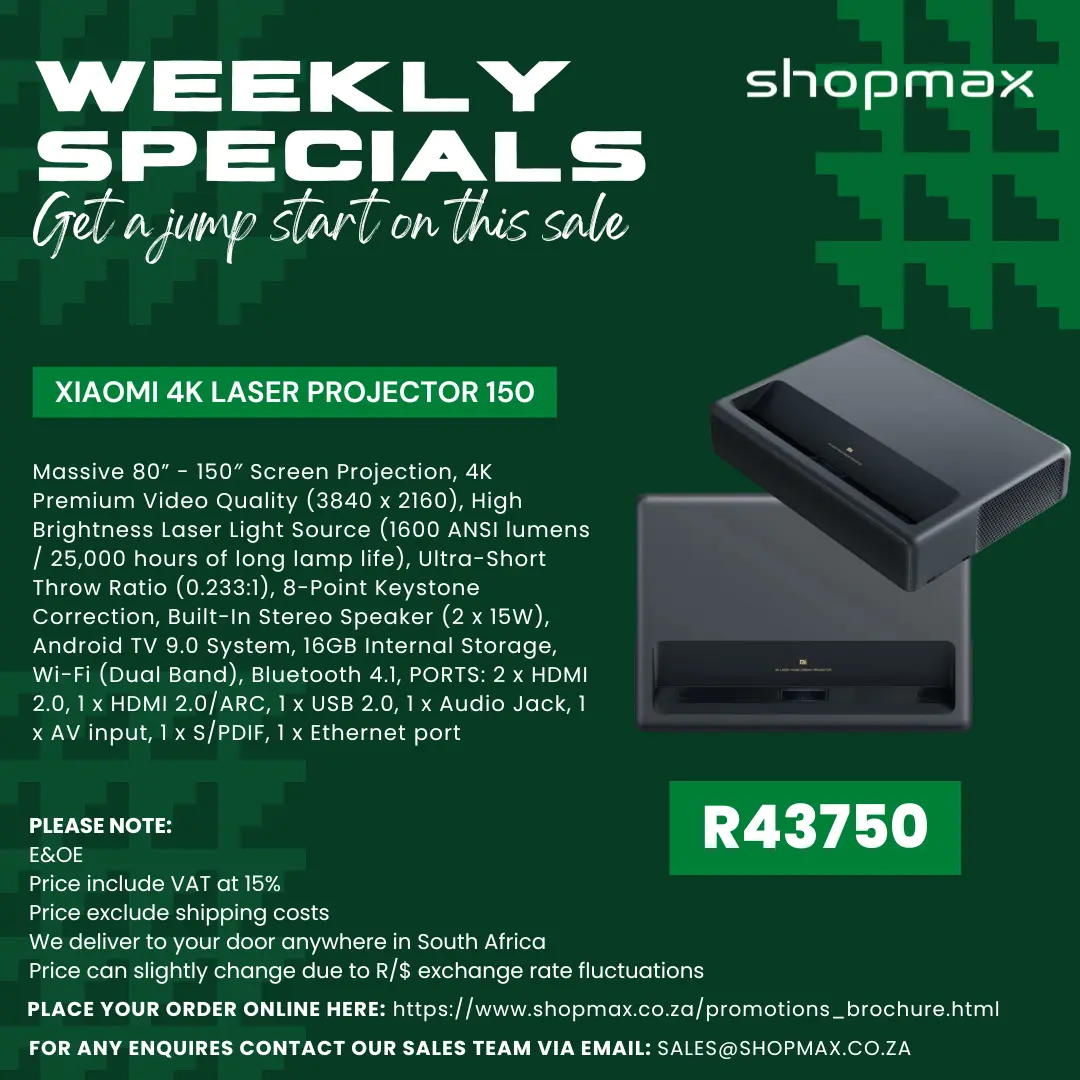 WEEKLY
SPECIALS
Get a jump start on this sale
shopmax
XIAOMI 4K LASER PROJECTOR 150
Massive 80” - 150″ Screen Projection, 4K
Premium Video Quality (3840 x 2160), High
Brightness Laser Light Source (1600 ANSI lumens
/ 25,000 hours of long lamp life), Ultra-Short
Throw Ratio (0.233:1), 8-Point Keystone
Correction, Built-In Stereo Speaker (2 x 15W),
Android TV 9.0 System, 16GB Internal Storage,
Wi-Fi (Dual Band), Bluetooth 4.1, PORTS: 2 x HDMI
2.0, 1 x HDMI 2.0/ARC, 1 x USB 2.0, 1 x Audio Jack, 1
x AV input, 1 x S/PDIF, 1 x Ethernet port
R43750
PLEASE NOTE:
E&OE
Price include VAT at 15%
Price exclude shipping costs
We deliver to your door anywhere in South Africa
Price can slightly change due to R/$ exchange rate fluctuations
PLACE YOUR ORDER ONLINE HERE: https://www.shopmax.co.za/promotions_brochure.html
FOR ANY ENQUIRES CONTACT OUR SALES TEAM VIA EMAIL: SALES@SHOPMAX.CO.ZA